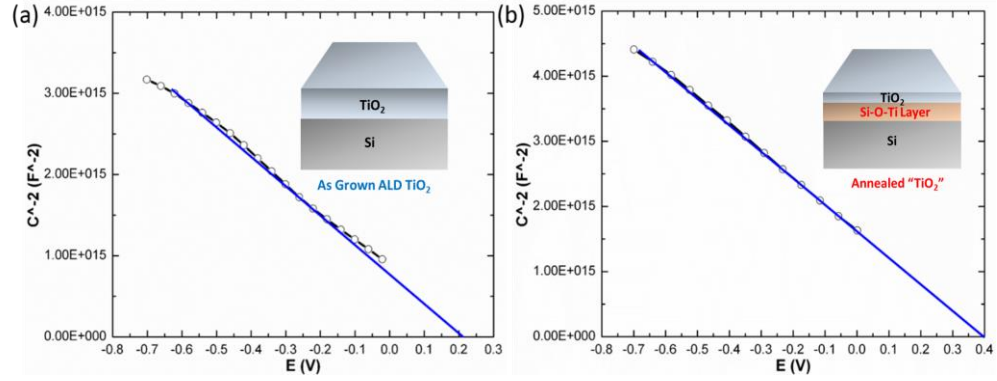 (a)
4.00E+015
3.00E+015
2.00E+015
1.00E+015
0.00E+000
C^-2 (F^-2)
-0.8 -0.7 -0.6 -0.5 -0.4 -0.3 -0.2 -0.1 0.0 0.1 0.2 0.3
E (V)
TiO₂
Si
As Grown ALD TiO₂
(b)
5.00E+015
4.00E+015
3.00E+015
2.00E+015
1.00E+015
0.00E+000
C^-2 (F^-2)
-0.8 -0.7 -0.6 -0.5 -0.4 -0.3 -0.2 -0.1 0.0 0.1 0.2 0.3 0.4
E (V)
TiO₂
Si-O-Ti Layer
Si
Annealed "TiO₂"